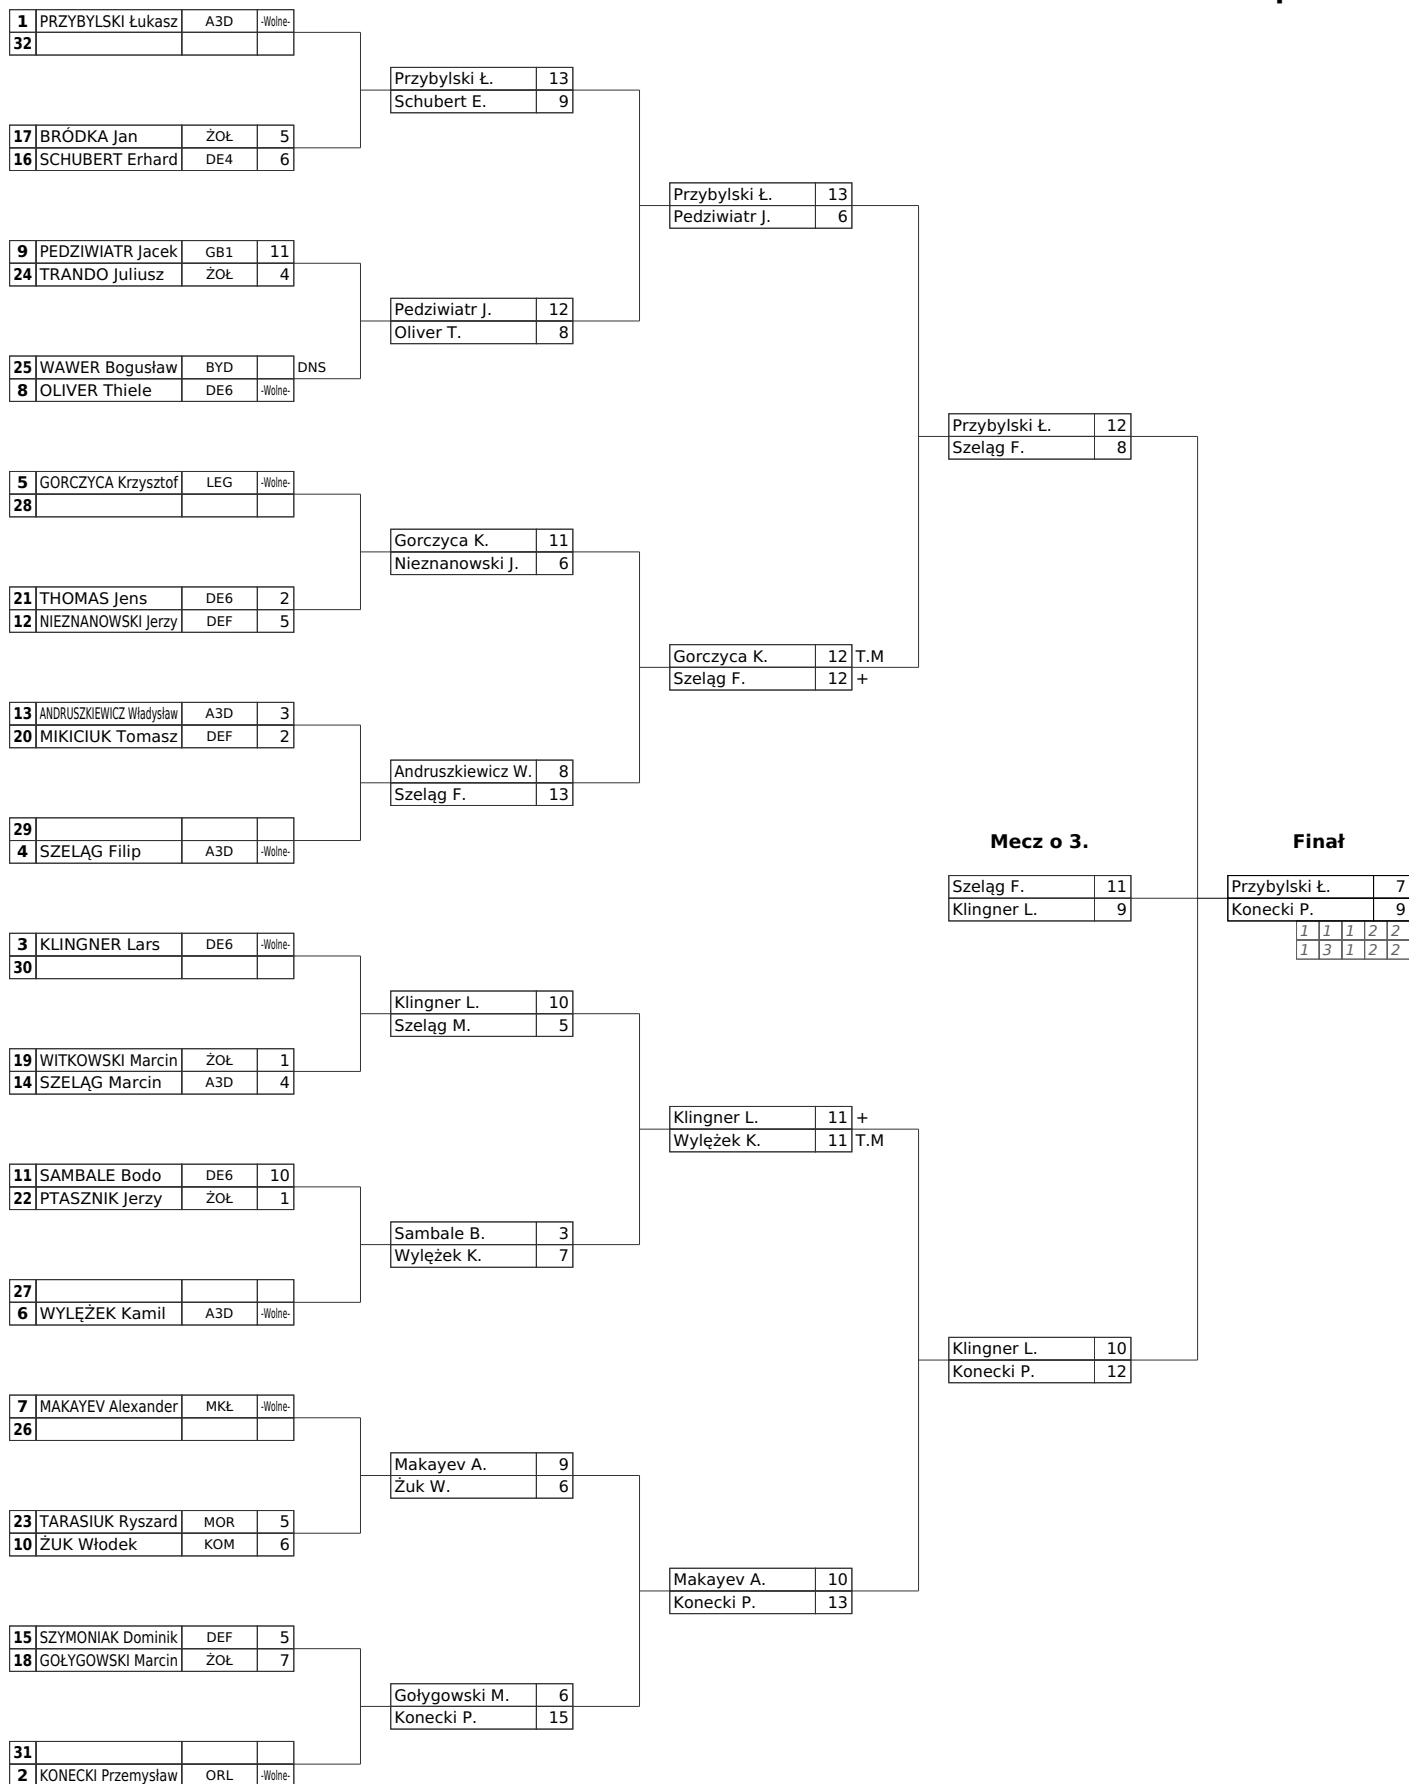 1 PRZYBYLSKI Łukasz A3D -Wolne-
32
Przybylski Ł. 13
Schubert E. 9
17 BRÓDKA Jan ŻOŁ 5
16 SCHUBERT Erhard DE4 6
Przybylski Ł. 13
Pedziwiatr J. 6
9 PEDZIWIATR Jacek GB1 11
24 TRANDO Juliusz ŻOŁ 4
Pedziwiatr J. 12
Oliver T. 8
25 WAWER Bogusław BYD DNS
8 OLIVER Thiele DE6 -Wolne-
Przybylski Ł. 12
Szeląg F. 8
5 GORCZYCA Krzysztof LEG -Wolne-
28
Gorczyca K. 11
Nieznanowski J. 6
21 THOMAS Jens DE6 2
12 NIEZNANOWSKI Jerzy DEF 5
Gorczyca K. 12 T.M
Szeląg F. 12 +
13 ANDRUSZKIEWICZ Władysław A3D 3
20 MIKICIUK Tomasz DEF 2
Andruszkiewicz W. 8
Szeląg F. 13
29
4 SZELĄG Filip A3D -Wolne-
Mecz o 3. Finał
Szeląg F. 11 Przybylski Ł. 7
Klingner L. 9 Konecki P. 9
1 1 1 2 2
1 3 1 2 2
3 KLINGNER Lars DE6 -Wolne-
30
Klingner L. 10
Szeląg M. 5
19 WITKOWSKI Marcin ŻOŁ 1
14 SZELĄG Marcin A3D 4
Klingner L. 11 +
Wylężek K. 11 T.M
11 SAMBALE Bodo DE6 10
22 PTASZNIK Jerzy ŻOŁ 1
Sambale B. 3
Wylężek K. 7
27
6 WYLĘŻEK Kamil A3D -Wolne-
Klingner L. 10
Konecki P. 12
7 MAKAYEV Alexander MKŁ -Wolne-
26
Makayev A. 9
Żuk W. 6
23 TARASIUK Ryszard MOR 5
10 ŻUK Włodek KOM 6
Makayev A. 10
Konecki P. 13
15 SZYMONIAK Dominik DEF 5
18 GOŁYGOWSKI Marcin ŻOŁ 7
Gołygowski M. 6
Konecki P. 15
31
2 KONECKI Przemysław ORL -Wolne-